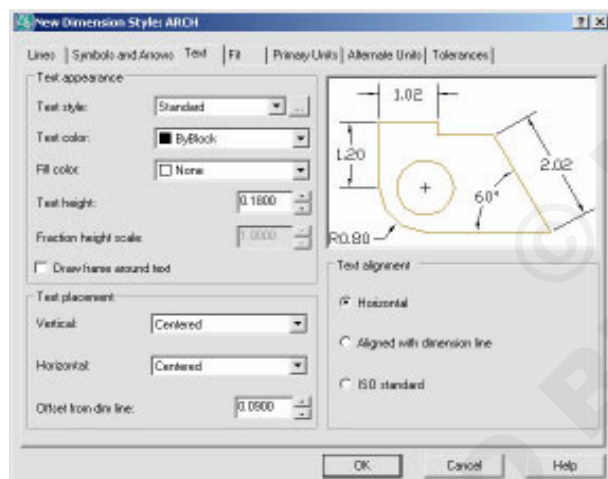 New Dimension Style: ARCH
Lines Symbols and Arrows Text Fit Primary Units Alternate Units Tolerances
Text appearance
Text style: Standard ...
Text color: ByBlock
Fill color: None
Text height: 0.1800
Fraction height scale: 1.0000
Draw frame around text
Text placement
Vertical: Centered
Horizontal: Centered
Offset from dim line: 0.0900
1.02
1.20
2.02
60°
R0.80
Text alignment
Horizontal
Aligned with dimension line
ISO standard
OK Cancel Help